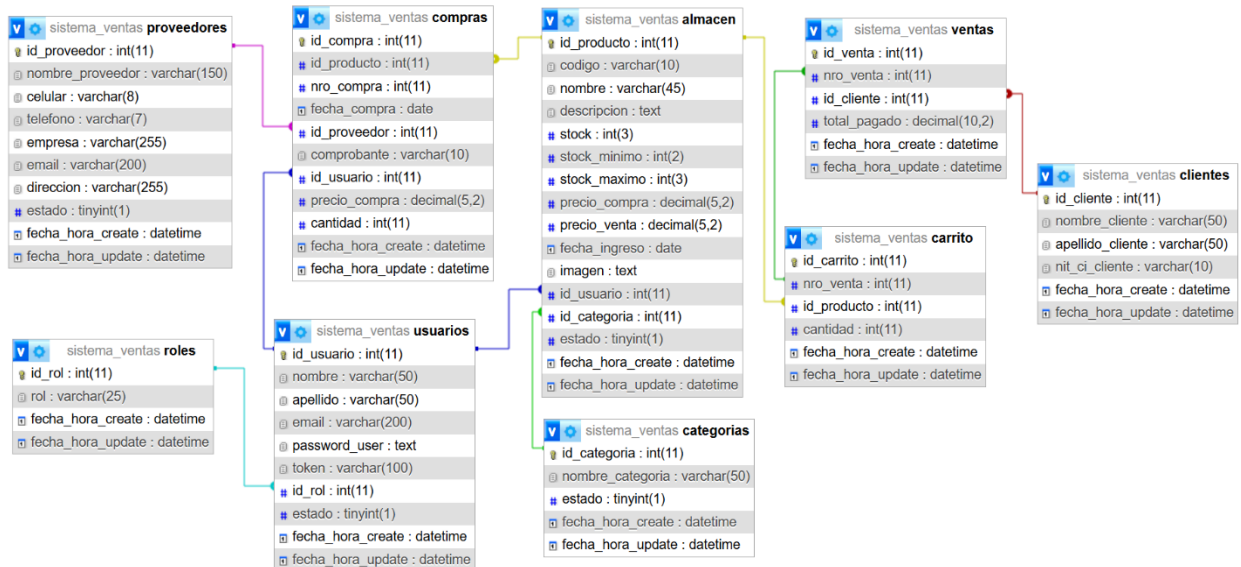 sistema_ventas proveedores
id_proveedor : int(11)
nombre_proveedor : varchar(150)
celular : varchar(8)
telefono : varchar(7)
empresa : varchar(255)
email : varchar(200)
direccion : varchar(255)
estado : tinyint(1)
fecha_hora_create : datetime
fecha_hora_update : datetime
sistema_ventas compras
id_compra : int(11)
id_producto : int(11)
nro_compra : int(11)
fecha_compra : date
id_proveedor : int(11)
comprobante : varchar(10)
id_usuario : int(11)
precio_compra : decimal(5,2)
cantidad : int(11)
fecha_hora_create : datetime
fecha_hora_update : datetime
sistema_ventas almacen
id_producto : int(11)
codigo : varchar(10)
nombre : varchar(45)
descripcion : text
stock : int(3)
stock_minimo : int(2)
stock_maximo : int(3)
precio_compra : decimal(5,2)
precio_venta : decimal(5,2)
fecha_ingreso : date
imagen : text
id_usuario : int(11)
id_categoria : int(11)
estado : tinyint(1)
fecha_hora_create : datetime
fecha_hora_update : datetime
sistema_ventas ventas
id_venta : int(11)
nro_venta : int(11)
id_cliente : int(11)
total_pagado : decimal(10,2)
fecha_hora_create : datetime
fecha_hora_update : datetime
sistema_ventas clientes
id_cliente : int(11)
nombre_cliente : varchar(50)
apellido_cliente : varchar(50)
nit_ci_cliente : varchar(10)
fecha_hora_create : datetime
fecha_hora_update : datetime
sistema_ventas carrito
id_carrito : int(11)
nro_venta : int(11)
id_producto : int(11)
cantidad : int(11)
fecha_hora_create : datetime
fecha_hora_update : datetime
sistema_ventas roles
id_rol : int(11)
rol : varchar(25)
fecha_hora_create : datetime
fecha_hora_update : datetime
sistema_ventas usuarios
id_usuario : int(11)
nombre : varchar(50)
apellido : varchar(50)
email : varchar(200)
password_user : text
token : varchar(100)
id_rol : int(11)
estado : tinyint(1)
fecha_hora_create : datetime
fecha_hora_update : datetime
sistema_ventas categorias
id_categoria : int(11)
nombre_categoria : varchar(50)
estado : tinyint(1)
fecha_hora_create : datetime
fecha_hora_update : datetime